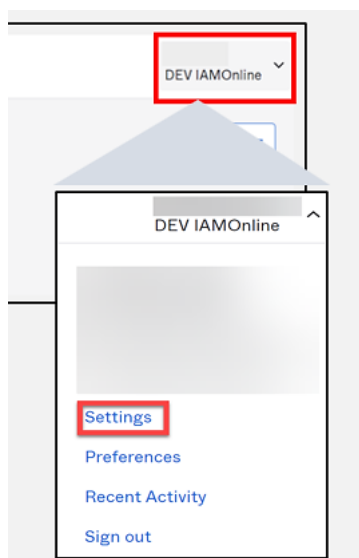 DEV IAMOnline
DEV IAMOnline
Settings
Preferences
Recent Activity
Sign out